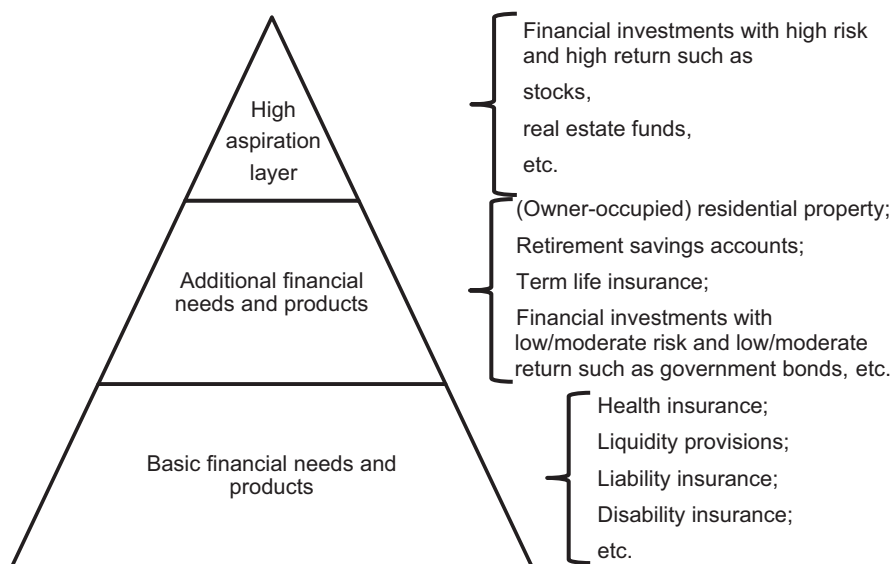 High
aspiration
layer
Financial investments with high risk
and high return such as
stocks,
real estate funds,
etc.
Additional financial
needs and products
(Owner-occupied) residential property;
Retirement savings accounts;
Term life insurance;
Financial investments with
low/moderate risk and low/moderate
return such as government bonds, etc.
Basic financial needs and
products
Health insurance;
Liquidity provisions;
Liability insurance;
Disability insurance;
etc.